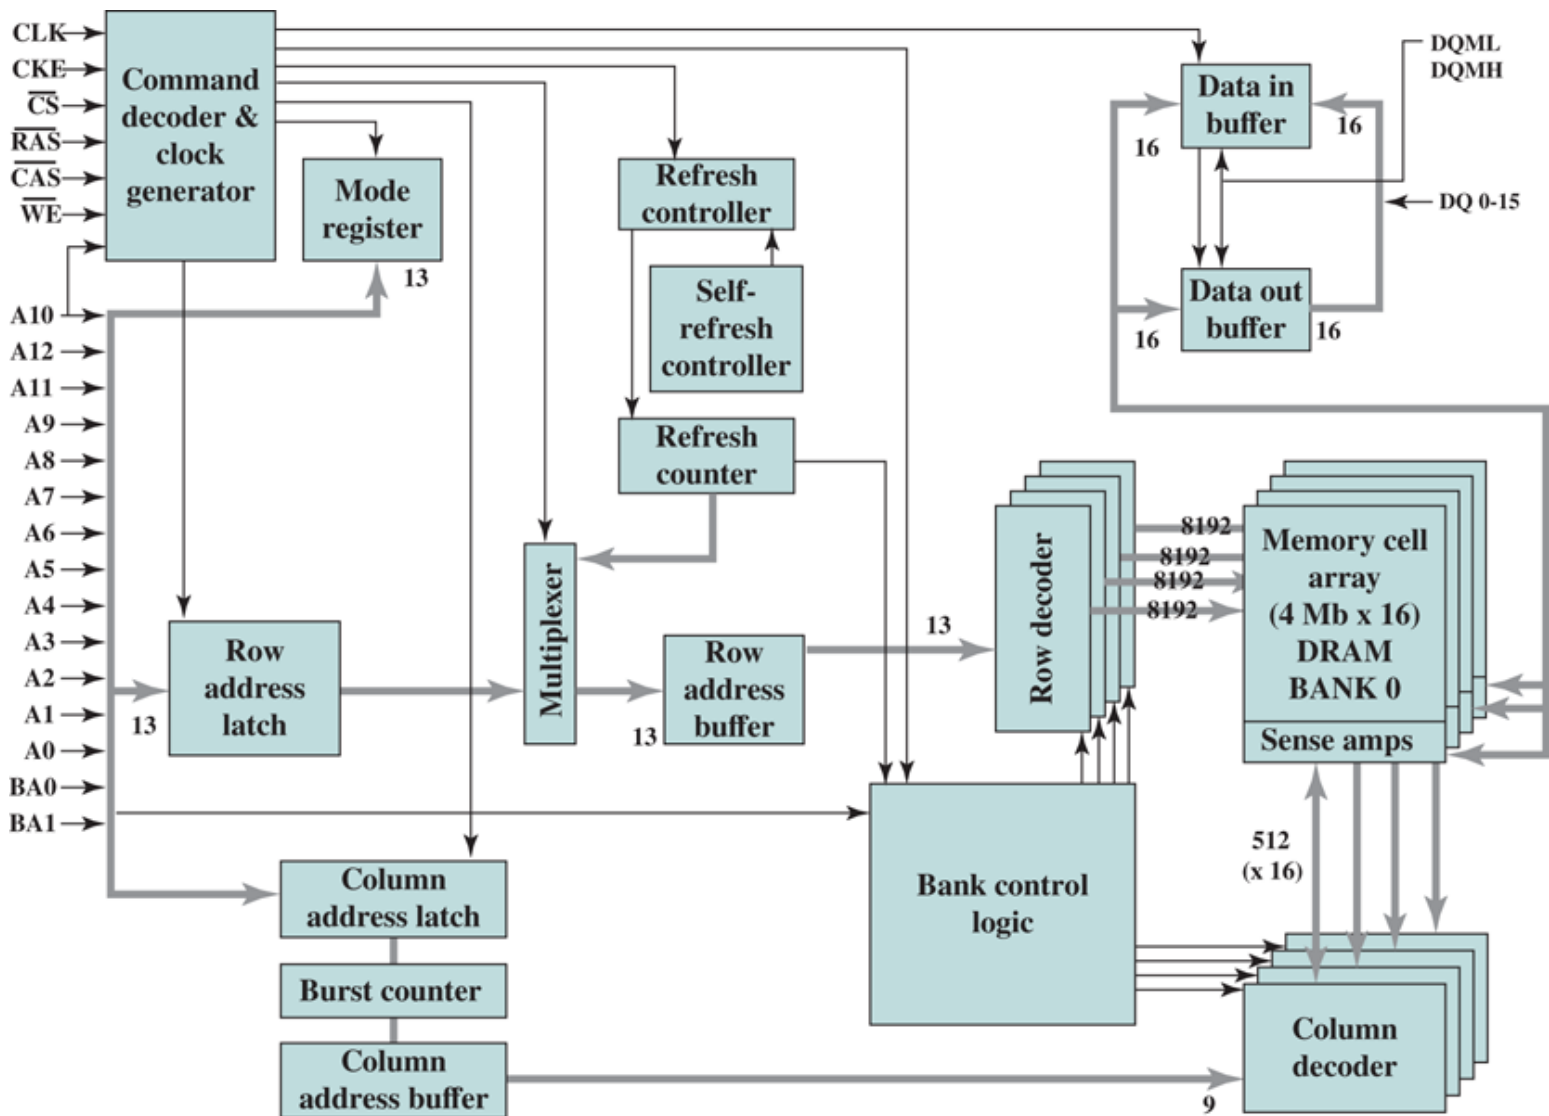 CLK
CKE
CS
RAS
CAS
WE
A10
A12
A11
A9
A8
A7
A6
A5
A4
A3
A2
A1
A0
BA0
BA1
Command
decoder &
clock
generator
Mode
register
13
Refresh
controller
Self-
refresh
controller
Refresh
counter
DQML
DQMH
Data in
buffer
16
16
DQ 0-15
Data out
buffer
16
16
Row
address
latch
13
Multiplexer
Row
address
buffer
13
13
Row decoder
8192
8192
8192
8192
Memory cell
array
(4 Mb x 16)
DRAM
BANK 0
Sense amps
512
(x 16)
Bank control
logic
Column
address latch
Burst counter
Column
address buffer
9
Column
decoder